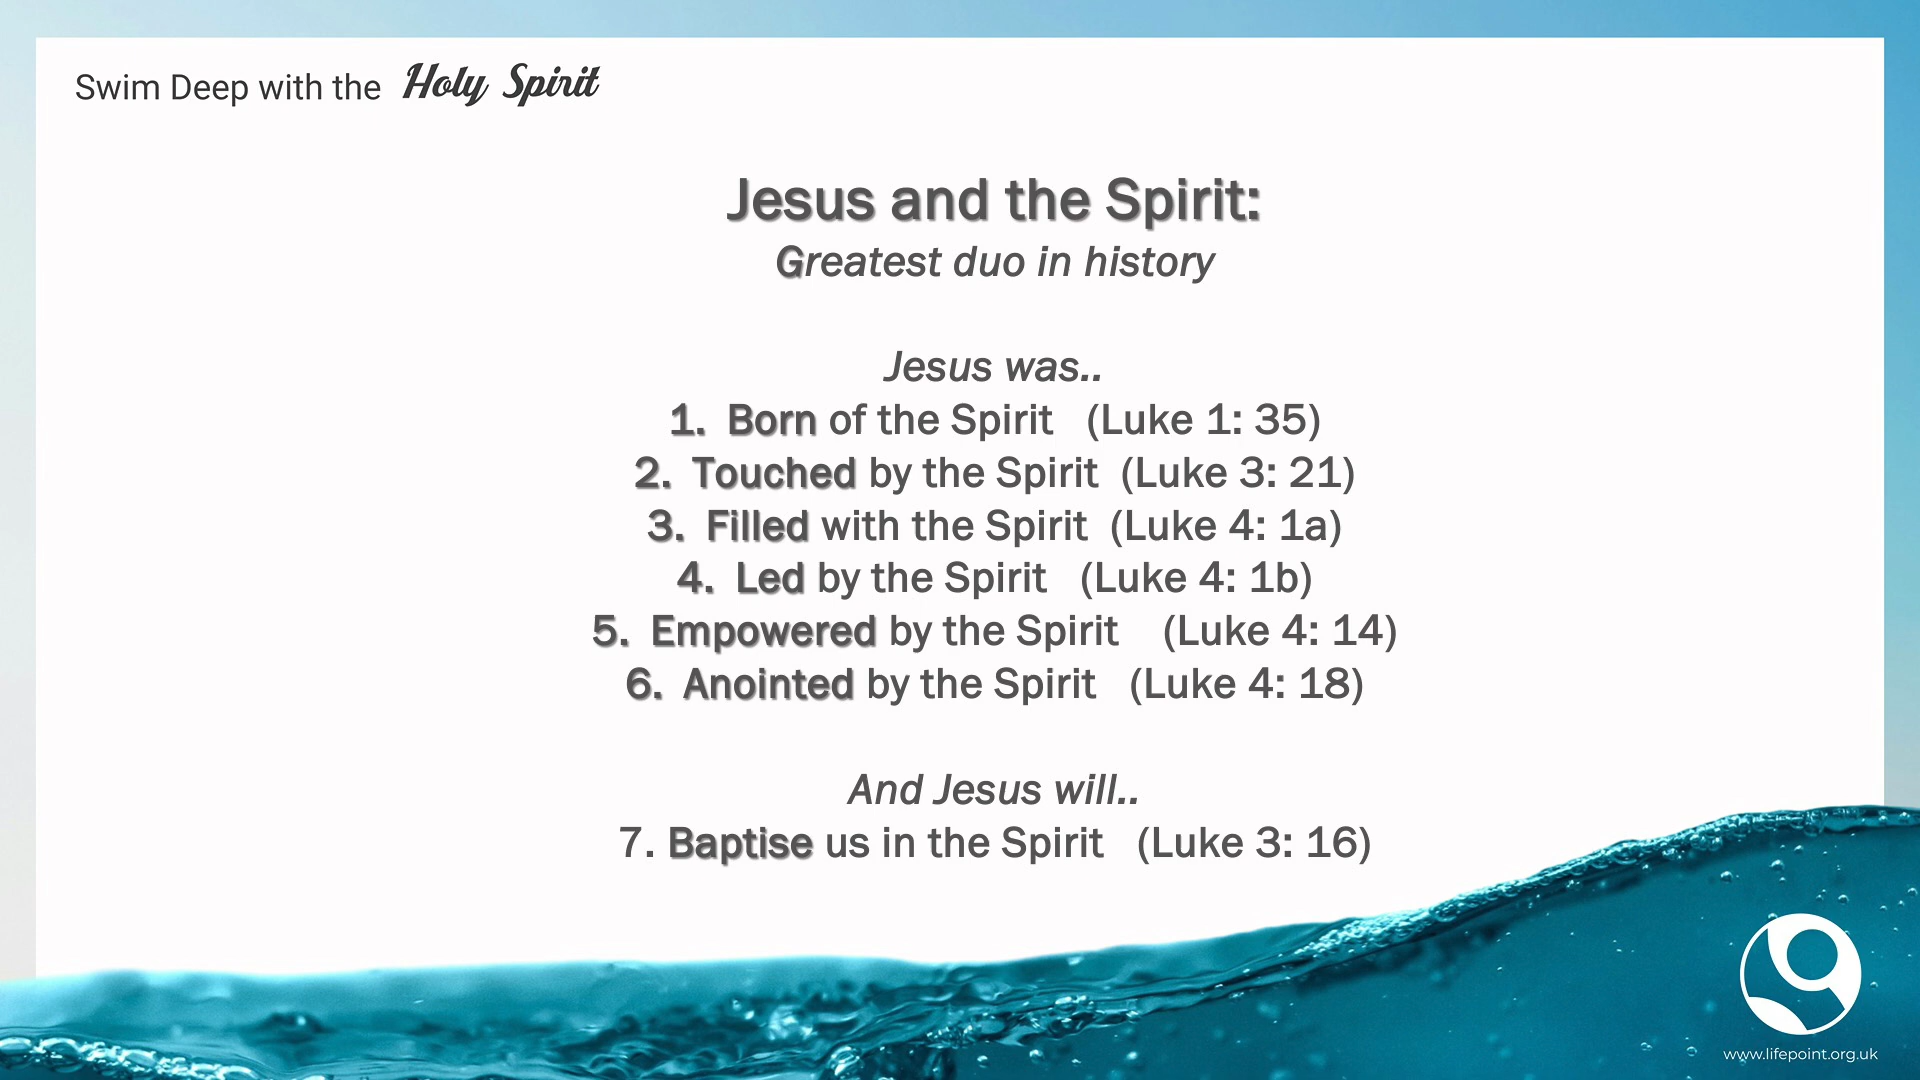 Swim Deep with the Holy Spirit
Jesus and the Spirit:
Greatest duo in history
Jesus was..
1. Born of the Spirit (Luke 1: 35)
2. Touched by the Spirit (Luke 3: 21)
3. Filled with the Spirit (Luke 4: 1a)
4. Led by the Spirit (Luke 4: 1b)
5. Empowered by the Spirit (Luke 4: 14)
6. Anointed by the Spirit (Luke 4: 18)
And Jesus will..
7. Baptise us in the Spirit (Luke 3: 16)
www.lifepoint.org.uk